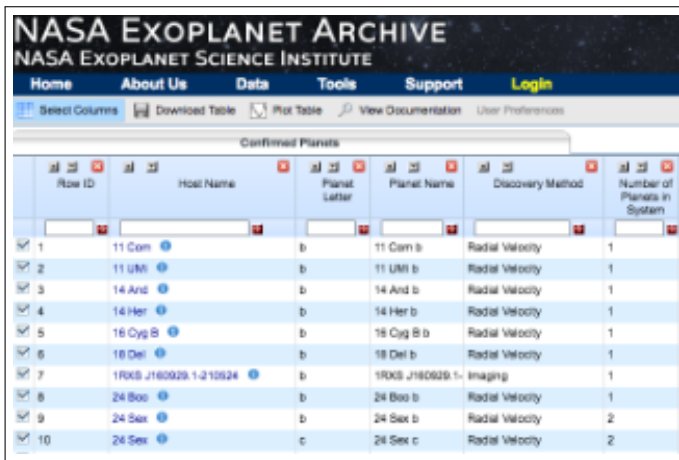 NASA EXOPLANET ARCHIVE
NASA EXOPLANET SCIENCE INSTITUTE
Home About Us Data Tools Support Login
Select Columns Download Table Plot Table View Documentation User Preferences
Confirmed Planets
Row ID Host Name Planet Letter Planet Name Discovery Method Number of Planets in System
1 11 Com b 11 Com b Radial Velocity 1
2 11 UMi b 11 UMi b Radial Velocity 1
3 14 And b 14 And b Radial Velocity 1
4 14 Her b 14 Her b Radial Velocity 1
5 16 Cyg B b 16 Cyg B b Radial Velocity 1
6 18 Del b 18 Del b Radial Velocity 1
7 1RXS J160929.1-210524 b 1RXS J160929.1- Imaging 1
8 24 Boo b 24 Boo b Radial Velocity 1
9 24 Sex b 24 Sex b Radial Velocity 2
10 24 Sex c 24 Sex c Radial Velocity 2